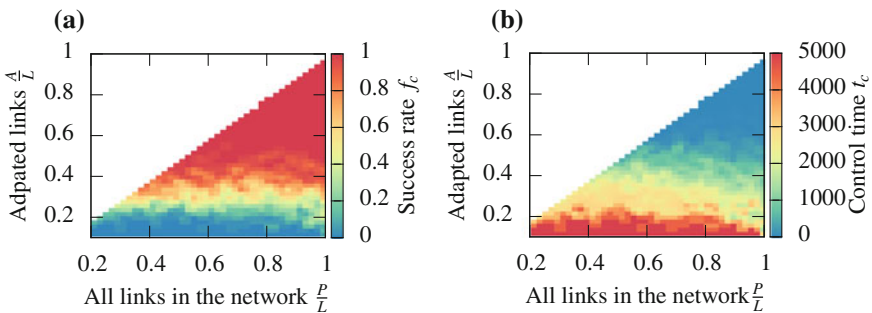 (a)
(b)
1
0.8
0.6
0.4
0.2
Adpated links A/L
0.2 0.4 0.6 0.8 1
All links in the network P/L
1
0.8
0.6
0.4
0.2
0
Success rate f_c
1
0.8
0.6
0.4
0.2
Adapted links A/L
0.2 0.4 0.6 0.8 1
All links in the network P/L
5000
4000
3000
2000
1000
0
Control time t_c